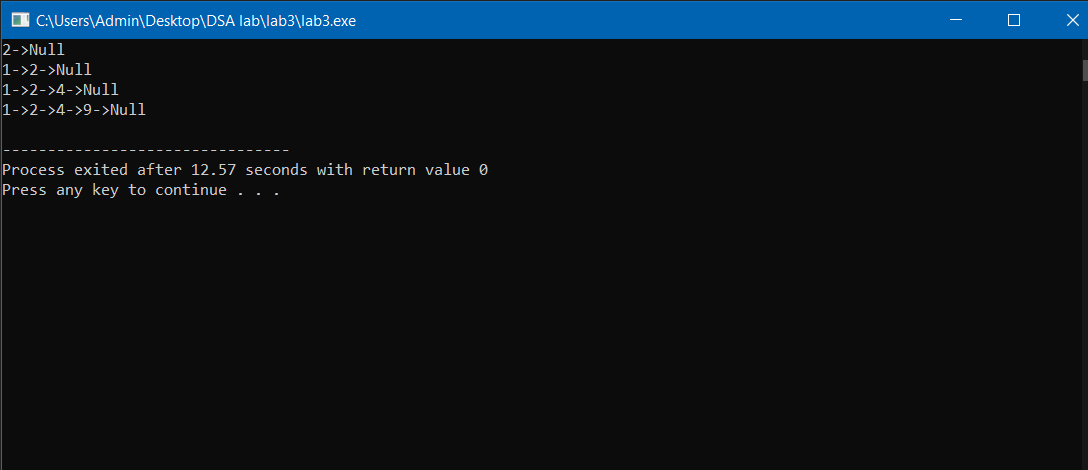 C:\Users\Admin\Desktop\DSA lab\lab3\lab3.exe
2->Null
1->2->Null
1->2->4->Null
1->2->4->9->Null
--------------------------------
Process exited after 12.57 seconds with return value 0
Press any key to continue . . .